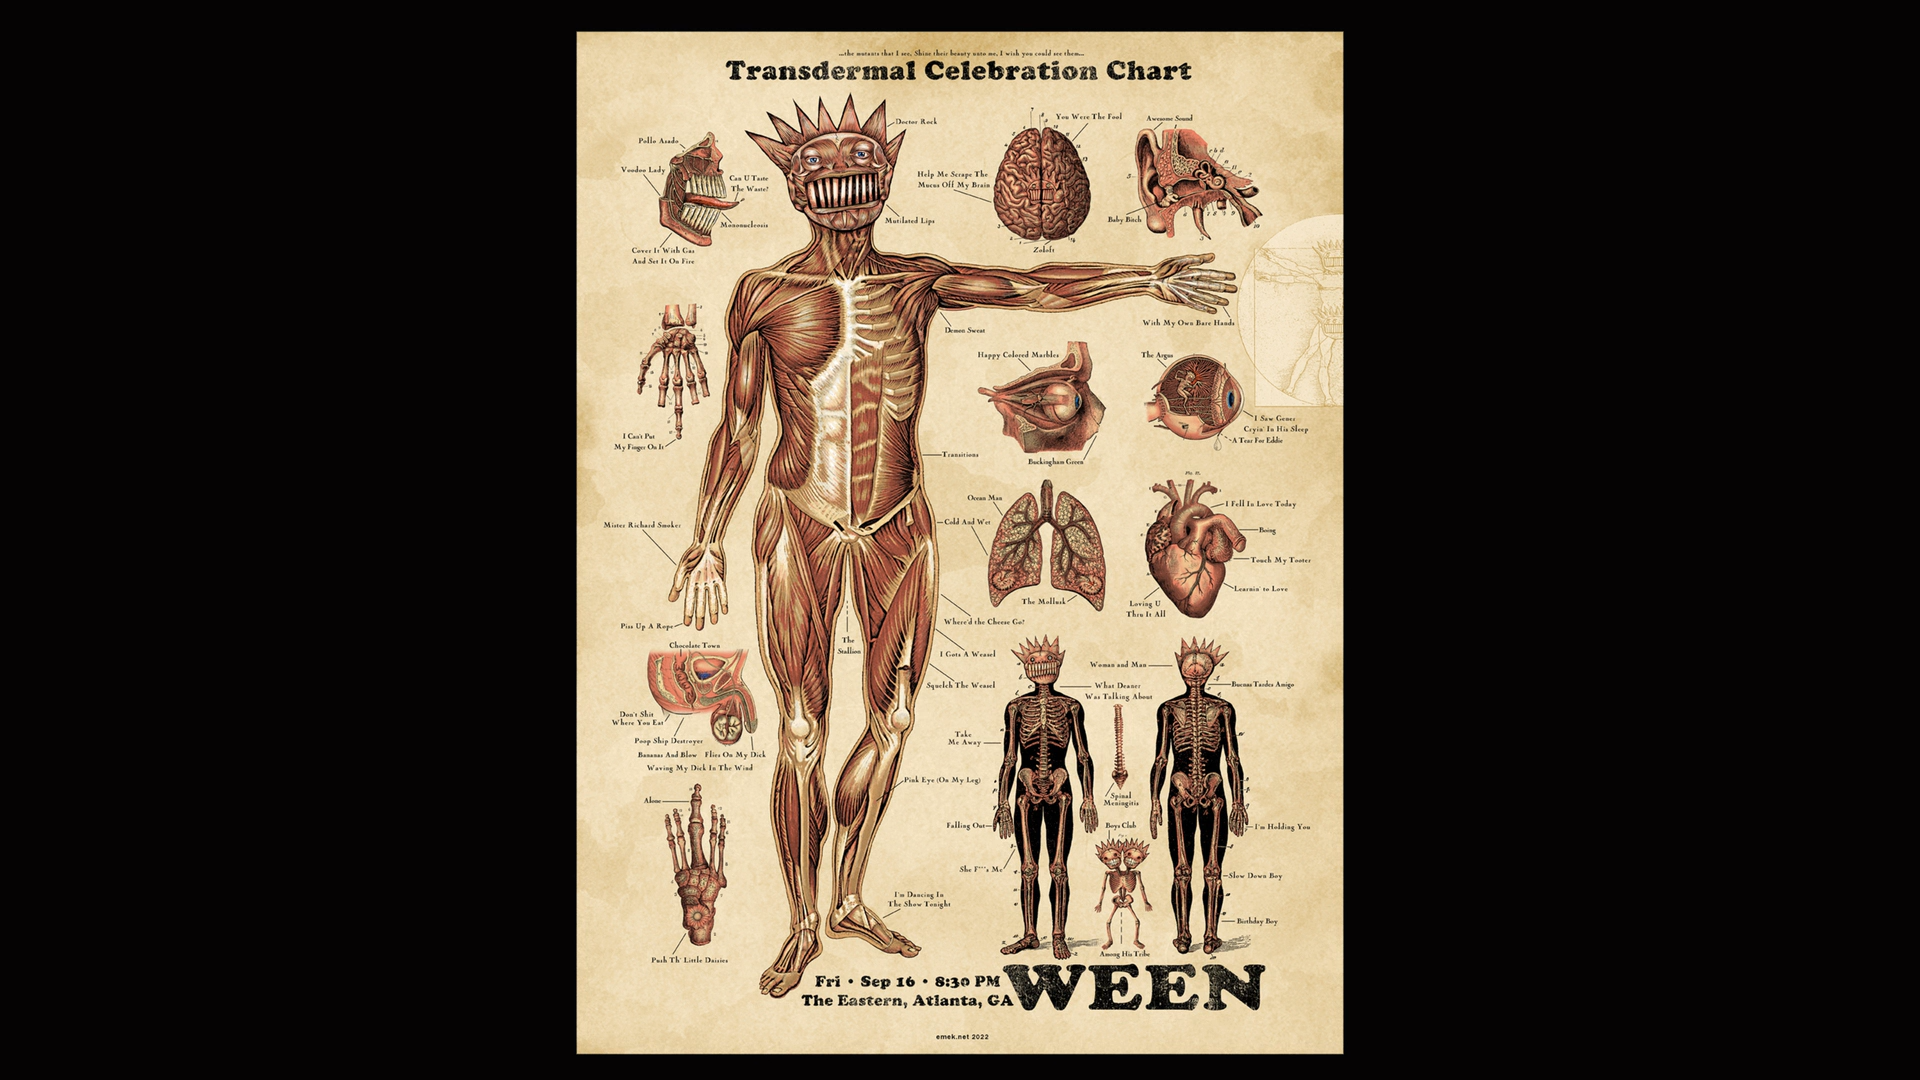 ...the mutants that I see, Shine their beauty unto me, I wish you could see them...
Transdermal Celebration Chart
Doctor Rock
Pollo Asado
Voodoo Lady
Can U Taste
The Waste?
Mononucleosis
Cover It With Gas
And Set It On Fire
Mutilated Lips
You Were The Fool
Help Me Scrape The
Mucus Off My Brain
Zoloft
Awesome Sound
Baby Bitch
With My Own Bare Hands
Demon Sweat
I Can't Put
My Finger On It
Happy Colored Marbles
Buckingham Green
The Argus
I Saw Gener
Cryin' In His Sleep
A Tear For Eddie
Transitions
Ocean Man
Cold And Wet
The Mollusk
Fig. 11.
I Fell In Love Today
Boing
Touch My Tooter
Learnin' to Love
Loving U
Thru It All
Mister Richard Smoker
Piss Up A Rope
Where'd the Cheese Go?
The
Stallion
I Gots A Weasel
Squelch The Weasel
Chocolate Town
Don't Shit
Where You Eat
Poop Ship Destroyer
Bananas And Blow
Flies On My Dick
Waving My Dick In The Wind
Woman and Man
What Deaner
Was Talking About
Buenas Tardes Amigo
Take
Me Away
Spinal
Meningitis
Pink Eye (On My Leg)
Alone
Falling Out
Boys Club
I'm Holding You
She F***s Me
Slow Down Boy
I'm Dancing In
The Show Tonight
Birthday Boy
Push Th' Little Daisies
Among His Tribe
Fri • Sep 16 • 8:30 PM
The Eastern, Atlanta, GA
WEEN
emek.net 2022